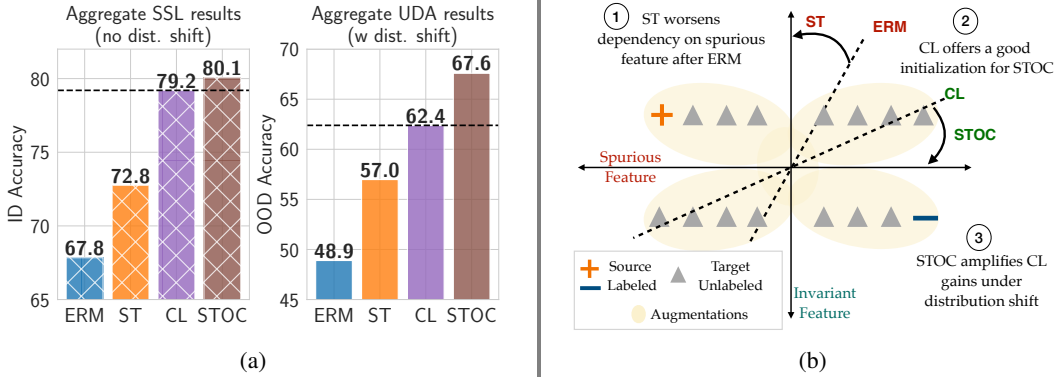 Aggregate SSL results
(no dist. shift)
ID Accuracy
80
75
70
65
67.8
72.8
79.2
80.1
ERM
ST
CL
STOC
Aggregate UDA results
(w dist. shift)
OOD Accuracy
70
65
60
55
50
45
48.9
57.0
62.4
67.6
ERM
ST
CL
STOC
(a)
1
ST worsens
dependency on spurious
feature after ERM
ST
ERM
2
CL offers a good
initialization for STOC
CL
STOC
Spurious
Feature
Source
Labeled
Target
Unlabeled
Augmentations
Invariant
Feature
3
STOC amplifies CL
gains under
distribution shift
(b)